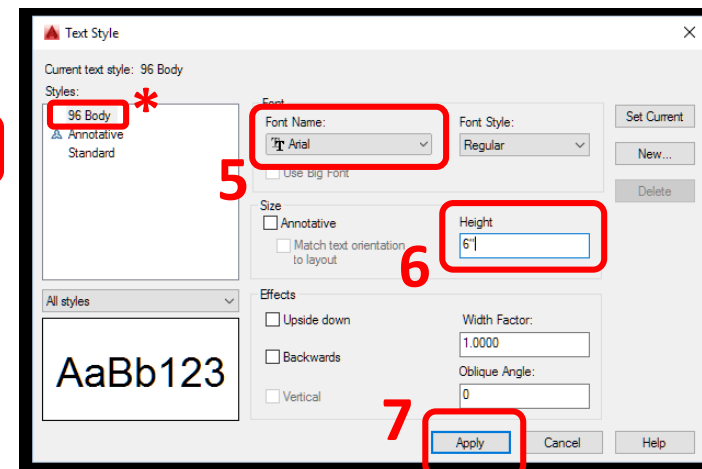 Text Style
Current text style: 96 Body
Styles:
96 Body
*
Annotative
Standard
Font
Font Name:
Arial
Font Style:
Regular
5
Use Big Font
Size
Annotative
Match text orientation
to layout
Height
6"
6
All styles
AaBb123
Effects
Upside down
Backwards
Vertical
Width Factor:
1.0000
Oblique Angle:
0
Set Current
New...
Delete
7
Apply
Cancel
Help